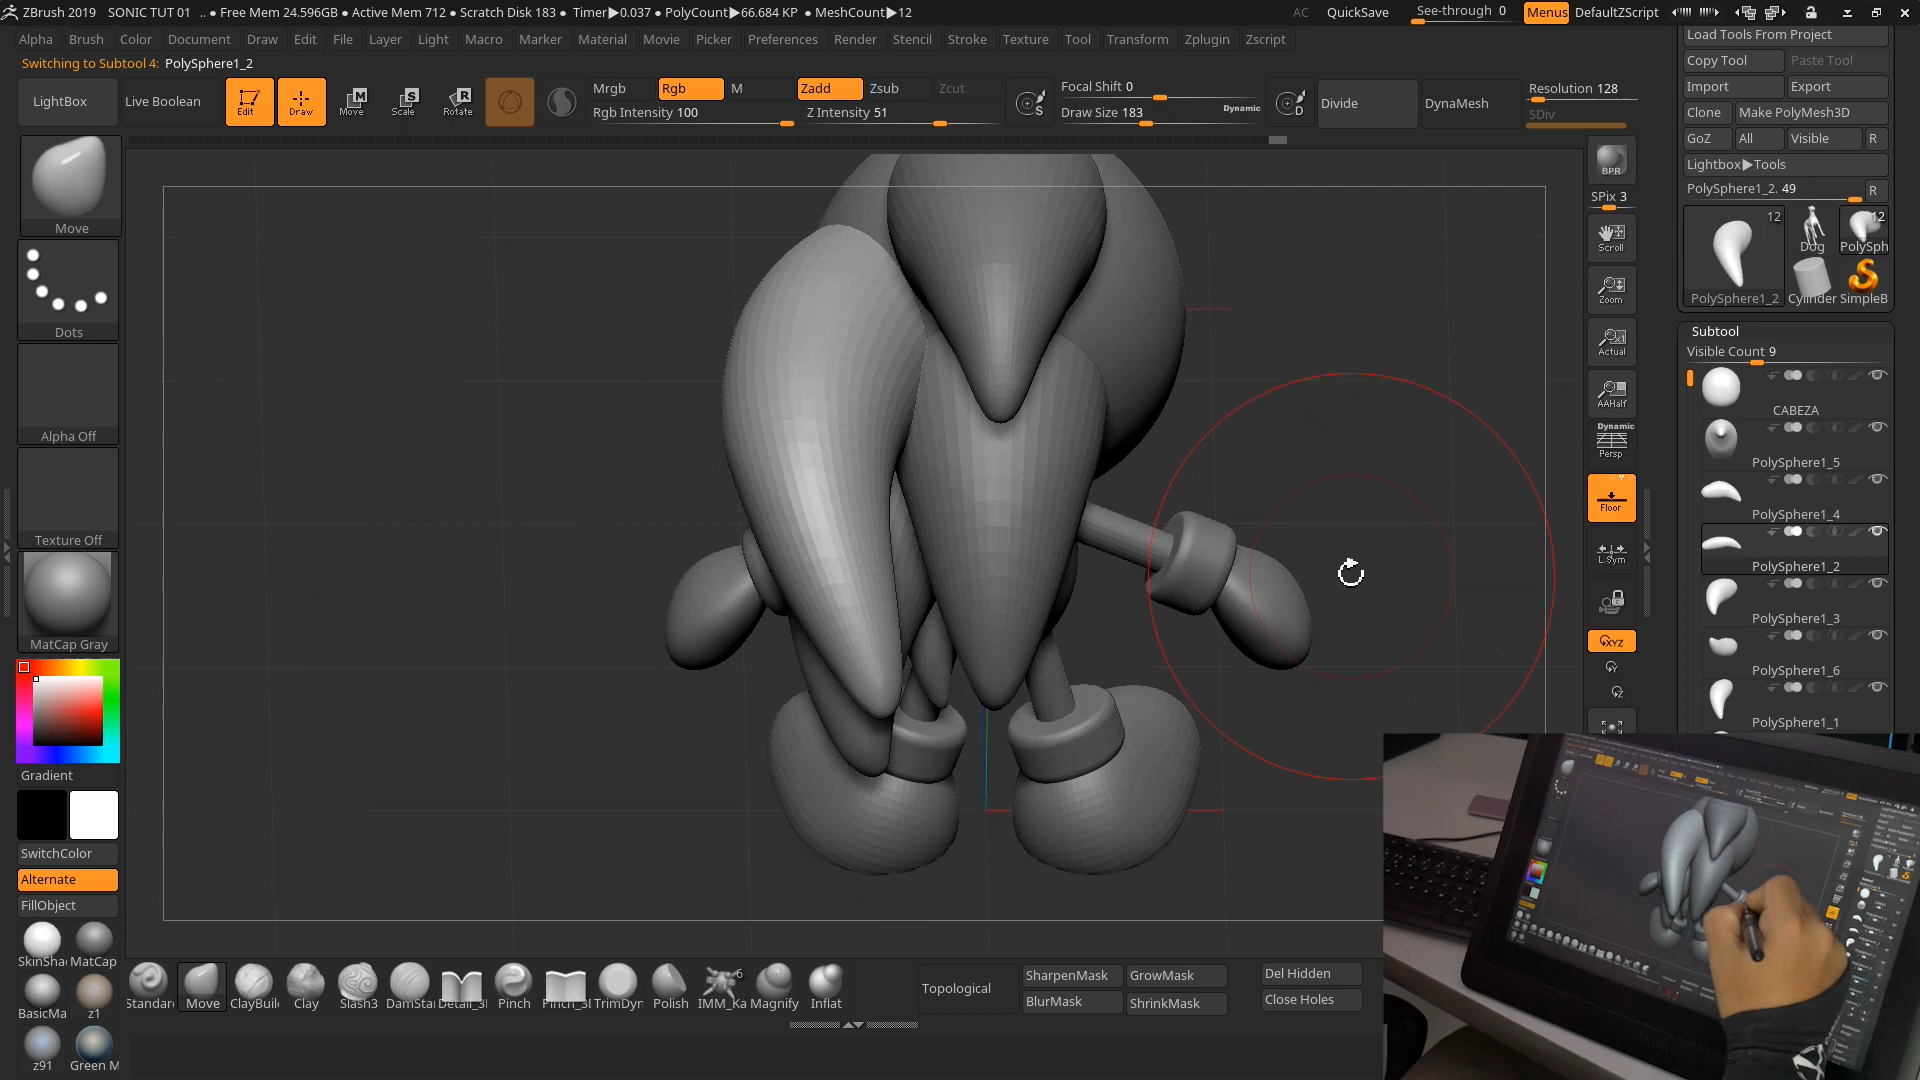 ZBrush 2019 SONIC TUT 01 .. ● Free Mem 24.596GB ● Active Mem 712 ● Scratch Disk 183 ● Timer▶0.037 ● PolyCount▶66.684 KP ● MeshCount▶12 AC QuickSave See-through 0 Menus DefaultZScript
Alpha Brush Color Document Draw Edit File Layer Light Macro Marker Material Movie Picker Preferences Render Stencil Stroke Texture Tool Transform Zplugin Zscript
Switching to Subtool 4: PolySphere1_2
LightBox
Live Boolean
Edit
Draw
Move
Scale
Rotate
Mrgb Rgb M Zadd Zsub Zcut
Rgb Intensity 100 Z Intensity 51
Focal Shift 0
Draw Size 183 Dynamic
Divide
DynaMesh
Resolution 128
SDiv
Move
Dots
Alpha Off
Texture Off
MatCap Gray
Gradient
SwitchColor
Alternate
FillObject
SkinSha MatCap
BasicMa z1
z91 Green M
BPR
SPix 3
Scroll
Zoom
Actual
AAHalf
Dynamic
Persp
Floor
L.Sym
XYZ
Y
Z
Load Tools From Project
Copy Tool Paste Tool
Import Export
Clone Make PolyMesh3D
GoZ All Visible R
Lightbox▶Tools
PolySphere1_2. 49 R
12
PolySphere1_2
Dog
12
PolySph
Cylinder
SimpleB
Subtool
Visible Count 9
CABEZA
PolySphere1_5
PolySphere1_4
PolySphere1_2
PolySphere1_3
PolySphere1_6
PolySphere1_1
Standard Move ClayBuil Clay Slash3 DamSta Detail_3 Pinch Pinch_3 TrimDyn Polish IMM_Ka 6 Magnify Inflat
Topological
SharpenMask GrowMask
BlurMask ShrinkMask
Del Hidden
Close Holes